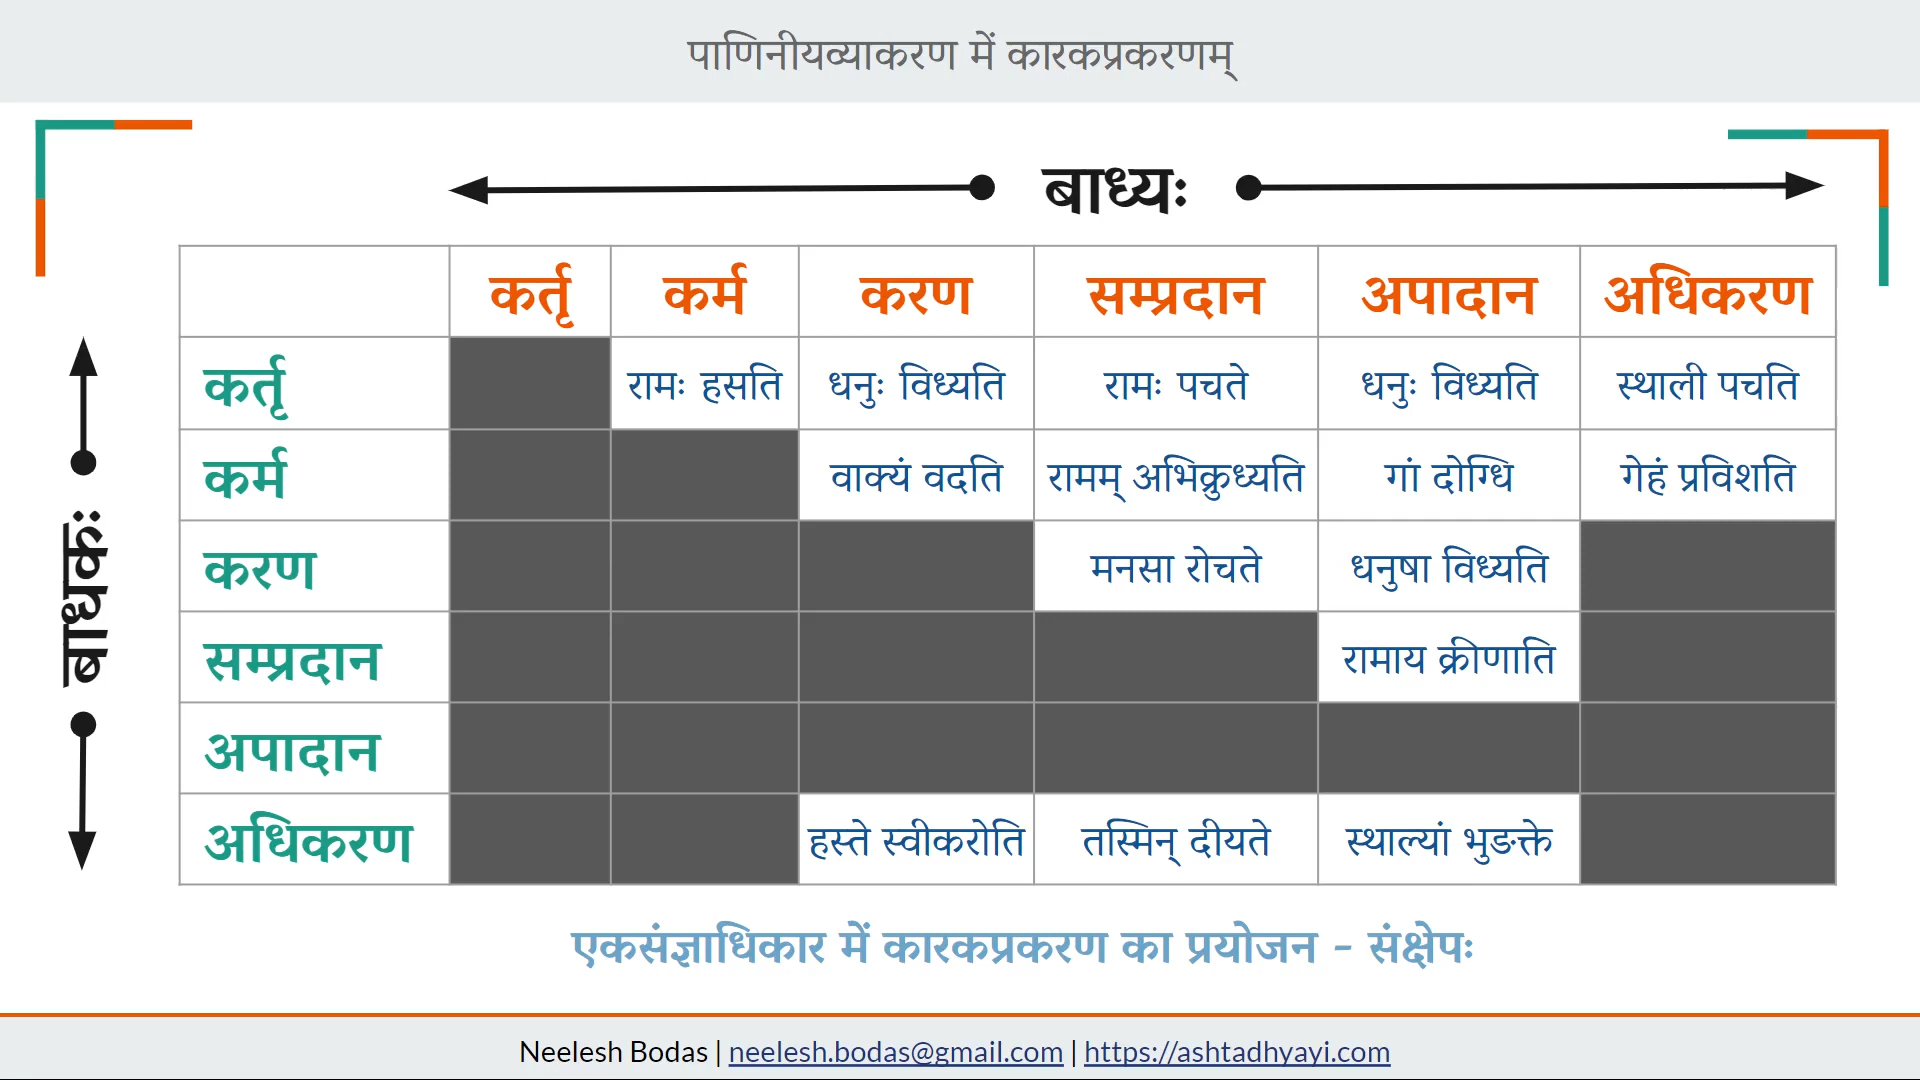 पाणिनीयव्याकरण में कारकप्रकरणम्
बाध्यः
कर्तृ कर्म करण सम्प्रदान अपादान अधिकरण
बाधकः
कर्तृ रामः हसति धनुः विध्यति रामः पचते धनुः विध्यति स्थाली पचति
कर्म वाक्यं वदति रामम् अभिक्रुध्यति गां दोग्धि गेहं प्रविशति
करण मनसा रोचते धनुषा विध्यति
सम्प्रदान रामाय क्रीणाति
अपादान
अधिकरण हस्ते स्वीकरोति तस्मिन् दीयते स्थाल्यां भुङक्ते
एकसंज्ञाधिकार में कारकप्रकरण का प्रयोजन - संक्षेपः
Neelesh Bodas | neelesh.bodas@gmail.com | https://ashtadhyayi.com